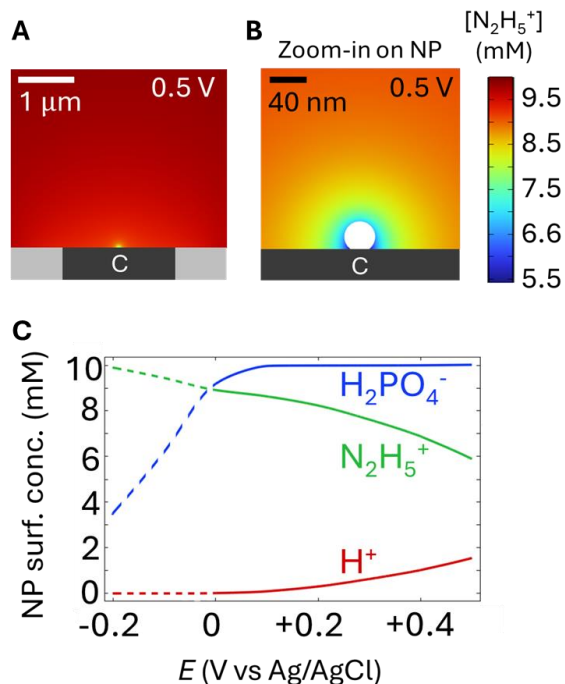 A
B
Zoom-in on NP
[N₂H₅⁺]
(mM)
1 μm
0.5 V
40 nm
0.5 V
9.5
8.5
7.5
6.6
5.5
C
C
C
NP surf. conc. (mM)
10
8
6
4
2
0
H₂PO₄⁻
N₂H₅⁺
H⁺
-0.2
0
+0.2
+0.4
E (V vs Ag/AgCl)